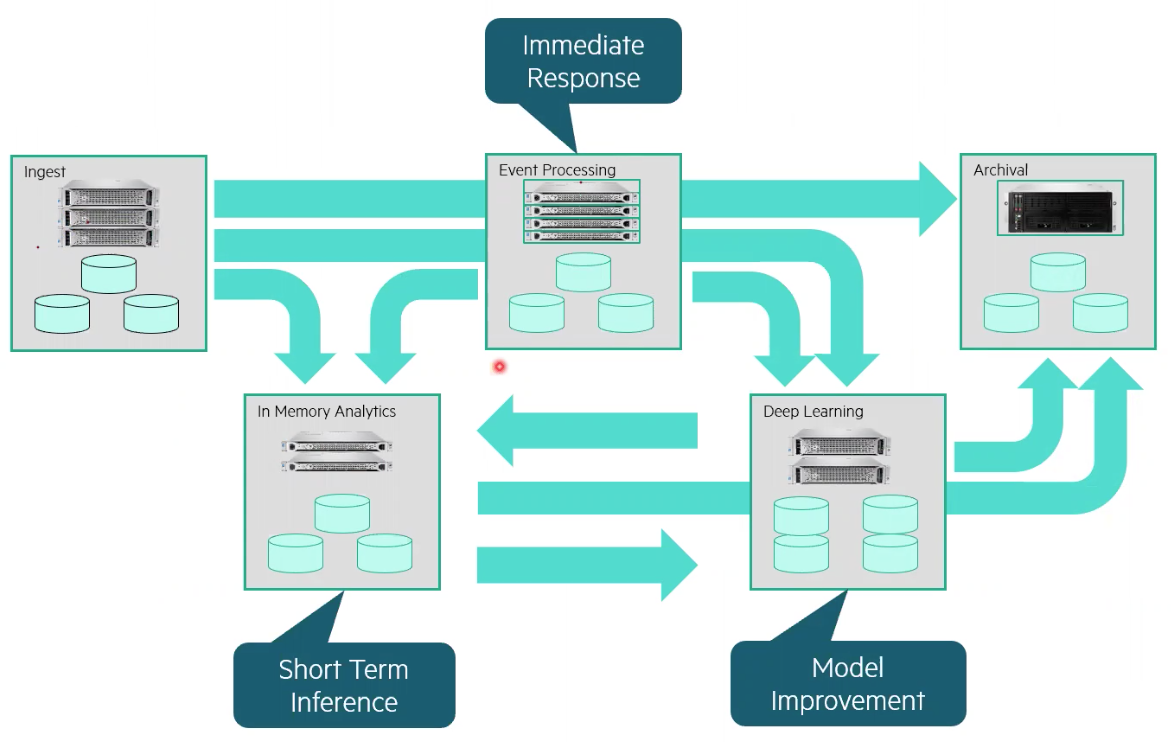 Immediate
Response
Ingest
Event Processing
Archival
In Memory Analytics
Deep Learning
Short Term
Inference
Model
Improvement